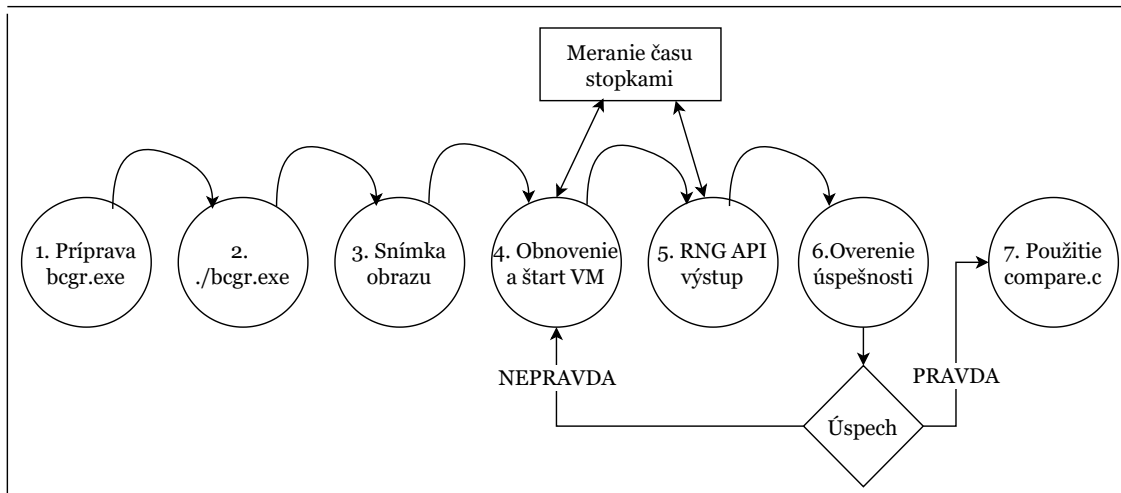 Meranie času
stopkami
1. Príprava
bcgr.exe
2.
./bcgr.exe
3. Snímka
obrazu
4. Obnovenie
a štart VM
5. RNG API
výstup
6.Overenie
úspešnosti
7. Použitie
compare.c
NEPRAVDA
PRAVDA
Úspech